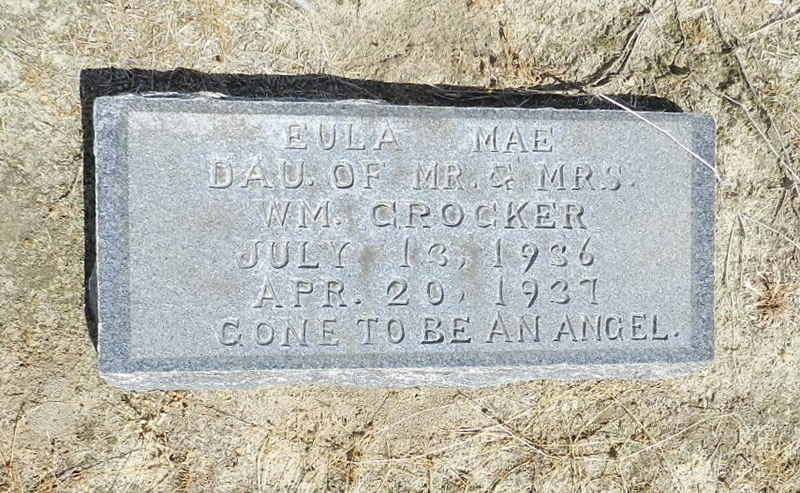 EULA MAE
DAU. OF MR. & MRS.
WM. CROCKER
JULY 13, 1936
APR. 20, 1937
GONE TO BE AN ANGEL.